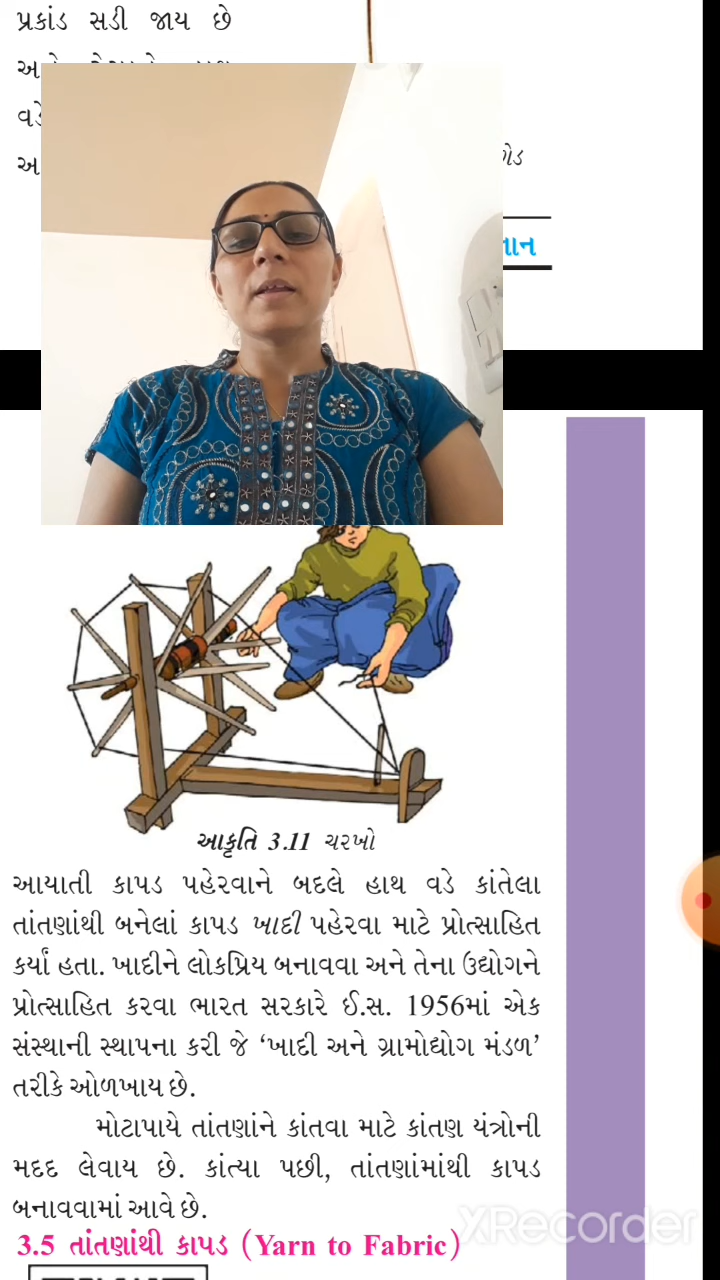 પ્રકાંડ સડી જાય છે
આયાતી કાપડ પહેરવાને બદલે હાથ વડે કાંતેલા
તાંતણાંથી બનેલાં કાપડ ખાદી પહેરવા માટે પ્રોત્સાહિત
કર્યાં હતા. ખાદીને લોકપ્રિય બનાવવા અને તેના ઉદ્યોગને
પ્રોત્સાહિત કરવા ભારત સરકારે ઈ.સ. 1956માં એક
સંસ્થાની સ્થાપના કરી જે ‘ખાદી અને ગ્રામોદ્યોગ મંડળ’
તરીકે ઓળખાય છે.
મોટાપાયે તાંતણાંને કાંતવા માટે કાંતણ યંત્રોની
મદદ લેવાય છે. કાંત્યા પછી, તાંતણાંમાંથી કાપડ
બનાવવામાં આવે છે.
3.5 તાંતણાંથી કાપડ (Yarn to Fabric)
આકૃતિ 3.11 ચરખો
XRecorder